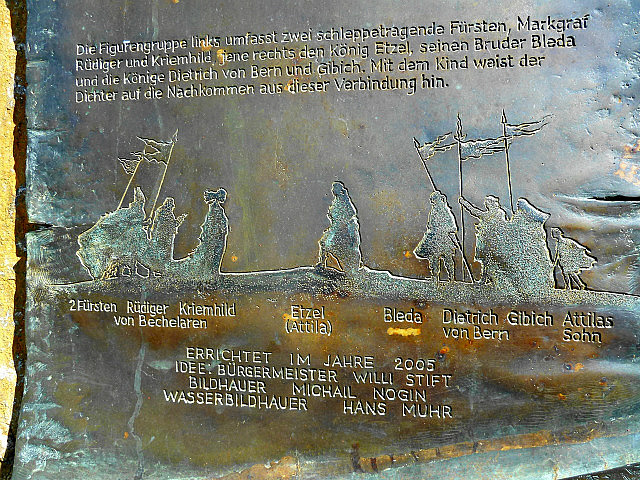 Die Figurengruppe links umfasst zwei schleppetragende Fürsten, Markgraf
Rüdiger und Kriemhild, jene rechts den König Etzel, seinen Bruder Bleda
und die Könige Dietrich von Bern und Gibich. Mit dem Kind weist der
Dichter auf die Nachkommen aus dieser Verbindung hin.
2 Fürsten Rüdiger Kriemhild Etzel Bleda Dietrich Gibich Attilas
von Bechelaren (Attila) von Bern Sohn
ERRICHTET IM JAHRE 2005
IDEE: BÜRGERMEISTER WILLI STIFT
BILDHAUER MICHAIL NOGIN
WASSERBILDHAUER HANS MUHR